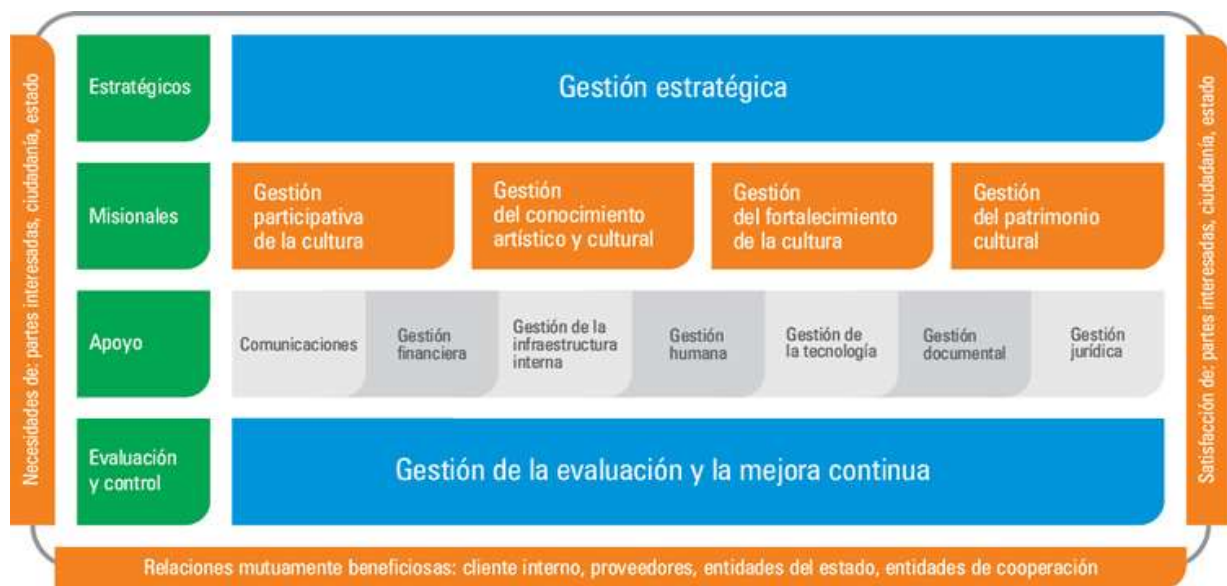 Necesidades de: partes interesadas, ciudadanía, estado
Estratégicos
Gestión estratégica
Misionales
Gestión
participativa
de la cultura
Gestión
del conocimiento
artístico y cultural
Gestión
del fortalecimiento
de la cultura
Gestión
del patrimonio
cultural
Apoyo
Comunicaciones
Gestión
financiera
Gestión de la
infraestructura
interna
Gestión
humana
Gestión de
la tecnología
Gestión
documental
Gestión
jurídica
Evaluación
y control
Gestión de la evaluación y la mejora continua
Satisfacción de: partes interesadas, ciudadanía, estado
Relaciones mutuamente beneficiosas: cliente interno, proveedores, entidades del estado, entidades de cooperación